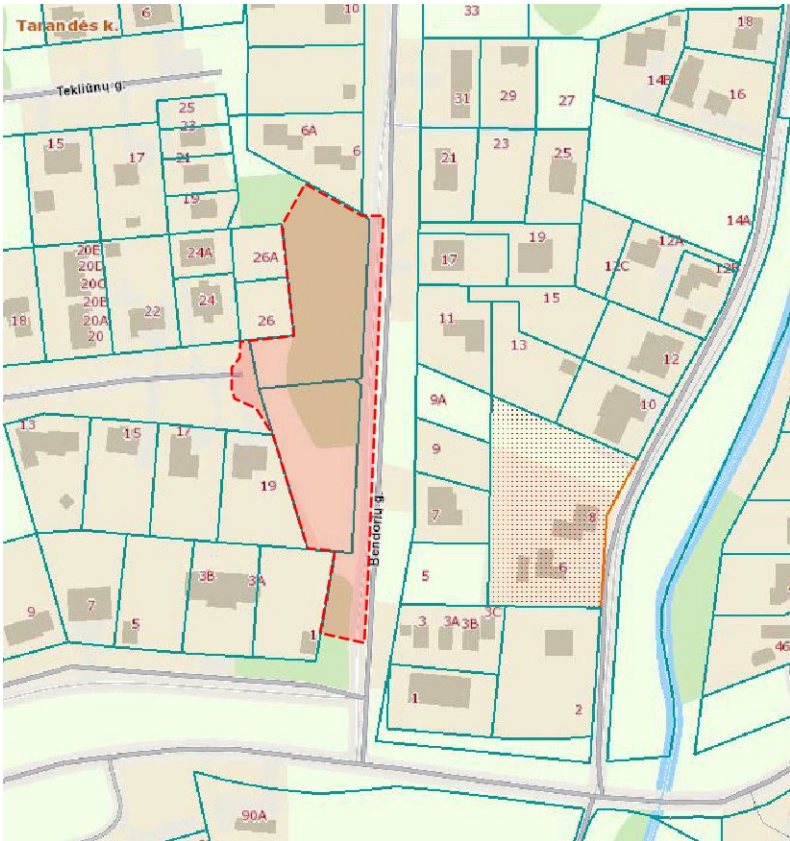 33
Tarandės k.
6
10
18
14B
16
Tekliūnų g.
31
29
27
25
23
6A
6
15
17
21
21
23
25
19
14A
24A
26A
19
12A
12C
12B
17
20E
20D
20C
20B
20A
20
24
22
18
26
15
11
13
12
9A
10
13
15
17
9
19
7
8
Bendorių g.
6
5
3B
3A
7
9
5
1
3
3A
3B
3C
46
1
2
90A